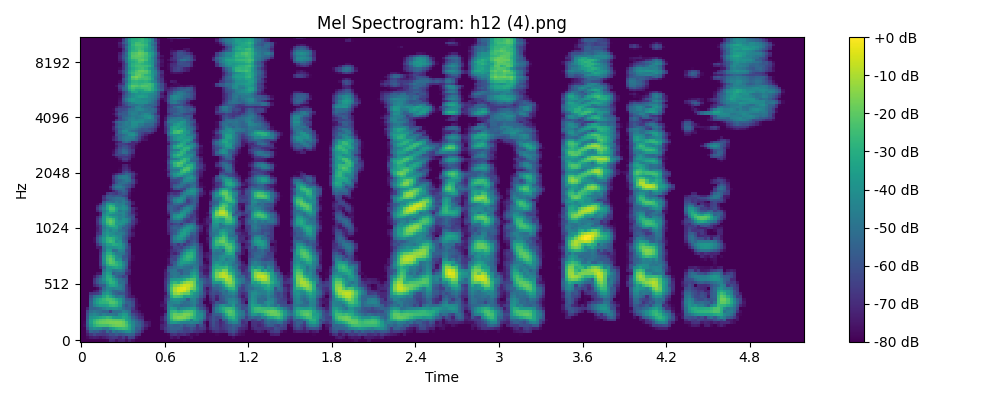 Mel Spectrogram: h12 (4).png
Hz
8192
4096
2048
1024
512
0
0 0.6 1.2 1.8 2.4 3 3.6 4.2 4.8
Time
+0 dB
-10 dB
-20 dB
-30 dB
-40 dB
-50 dB
-60 dB
-70 dB
-80 dB